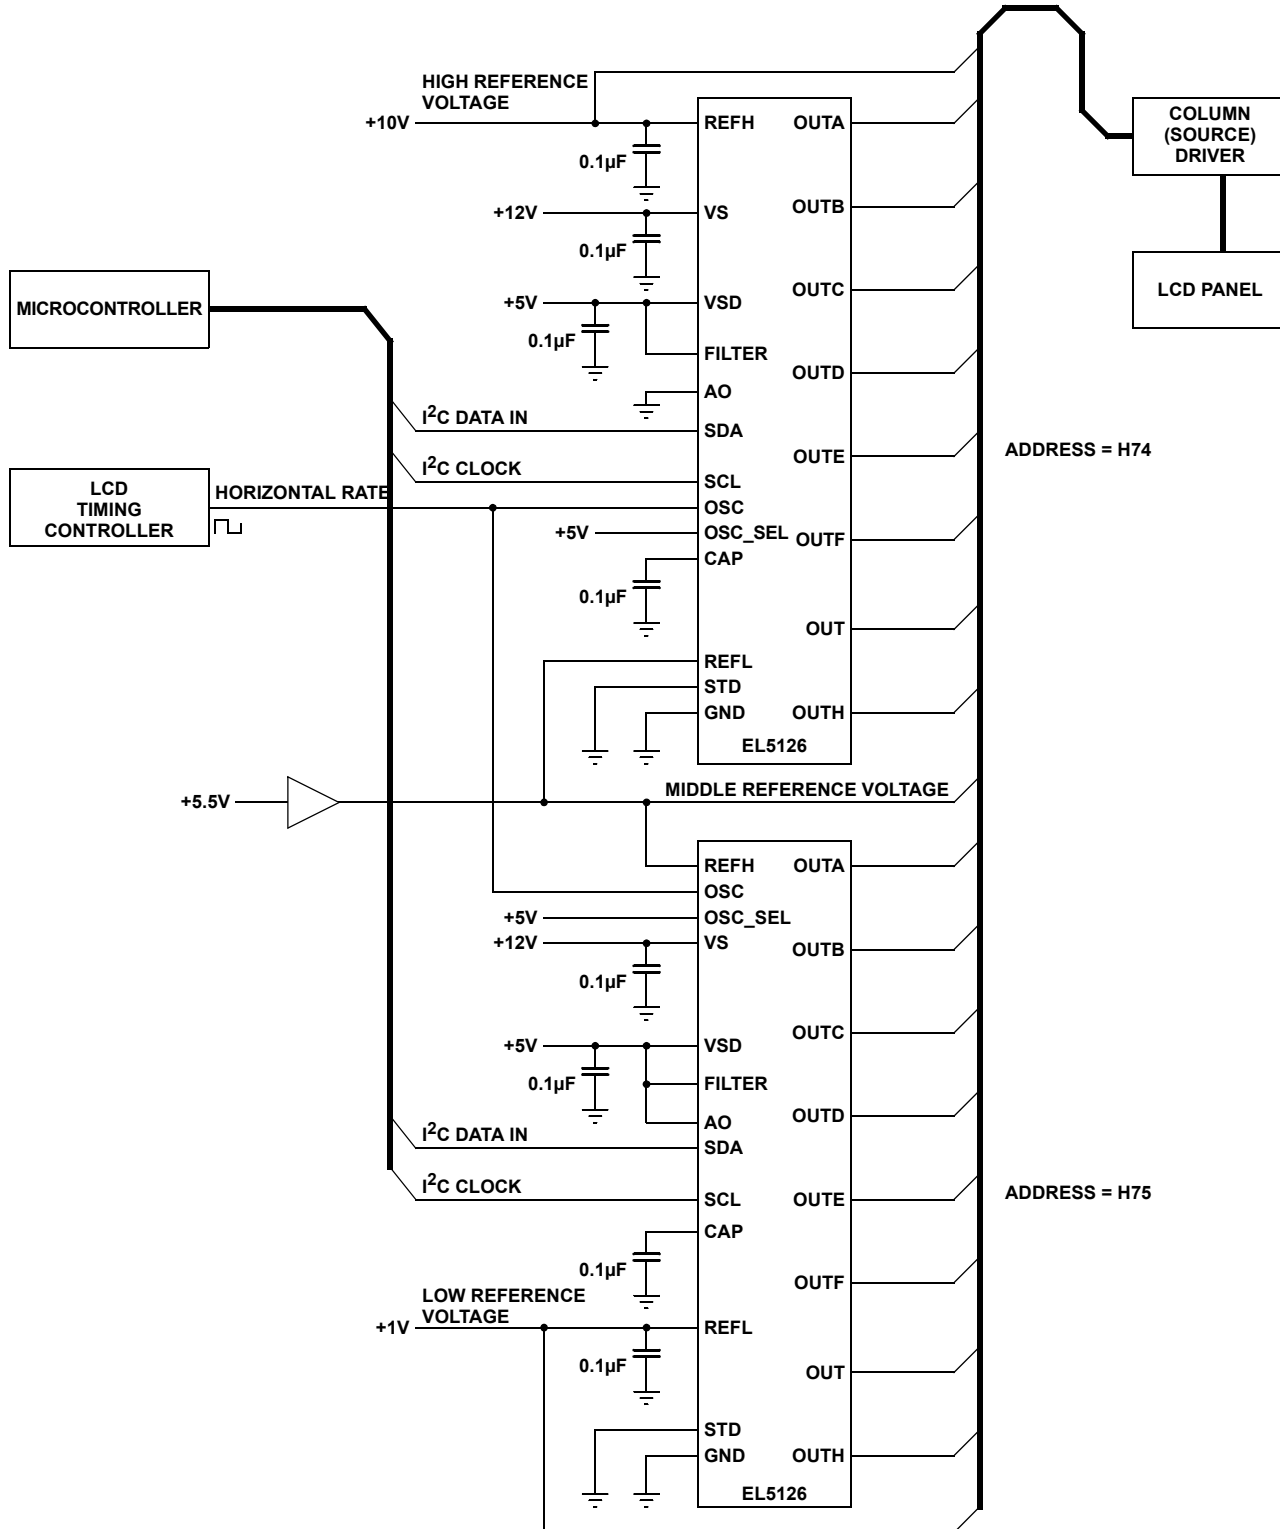 HIGH REFERENCE
VOLTAGE
+10V
REFH
OUTA
0.1µF
COLUMN
(SOURCE)
DRIVER
+12V
VS
OUTB
0.1µF
MICROCONTROLLER
+5V
VSD
OUTC
LCD PANEL
0.1µF
FILTER
OUTD
AO
I²C DATA IN
SDA
OUTE
ADDRESS = H74
I²C CLOCK
SCL
LCD
TIMING
CONTROLLER
HORIZONTAL RATE
OSC
+5V
OSC_SEL
OUTF
CAP
0.1µF
OUT
REFL
STD
GND
OUTH
EL5126
+5.5V
MIDDLE REFERENCE VOLTAGE
REFH
OUTA
OSC
+5V
OSC_SEL
+12V
VS
OUTB
0.1µF
OUTC
+5V
VSD
0.1µF
FILTER
OUTD
AO
I²C DATA IN
SDA
I²C CLOCK
SCL
OUTE
ADDRESS = H75
CAP
0.1µF
OUTF
LOW REFERENCE
VOLTAGE
+1V
REFL
0.1µF
OUT
STD
GND
OUTH
EL5126